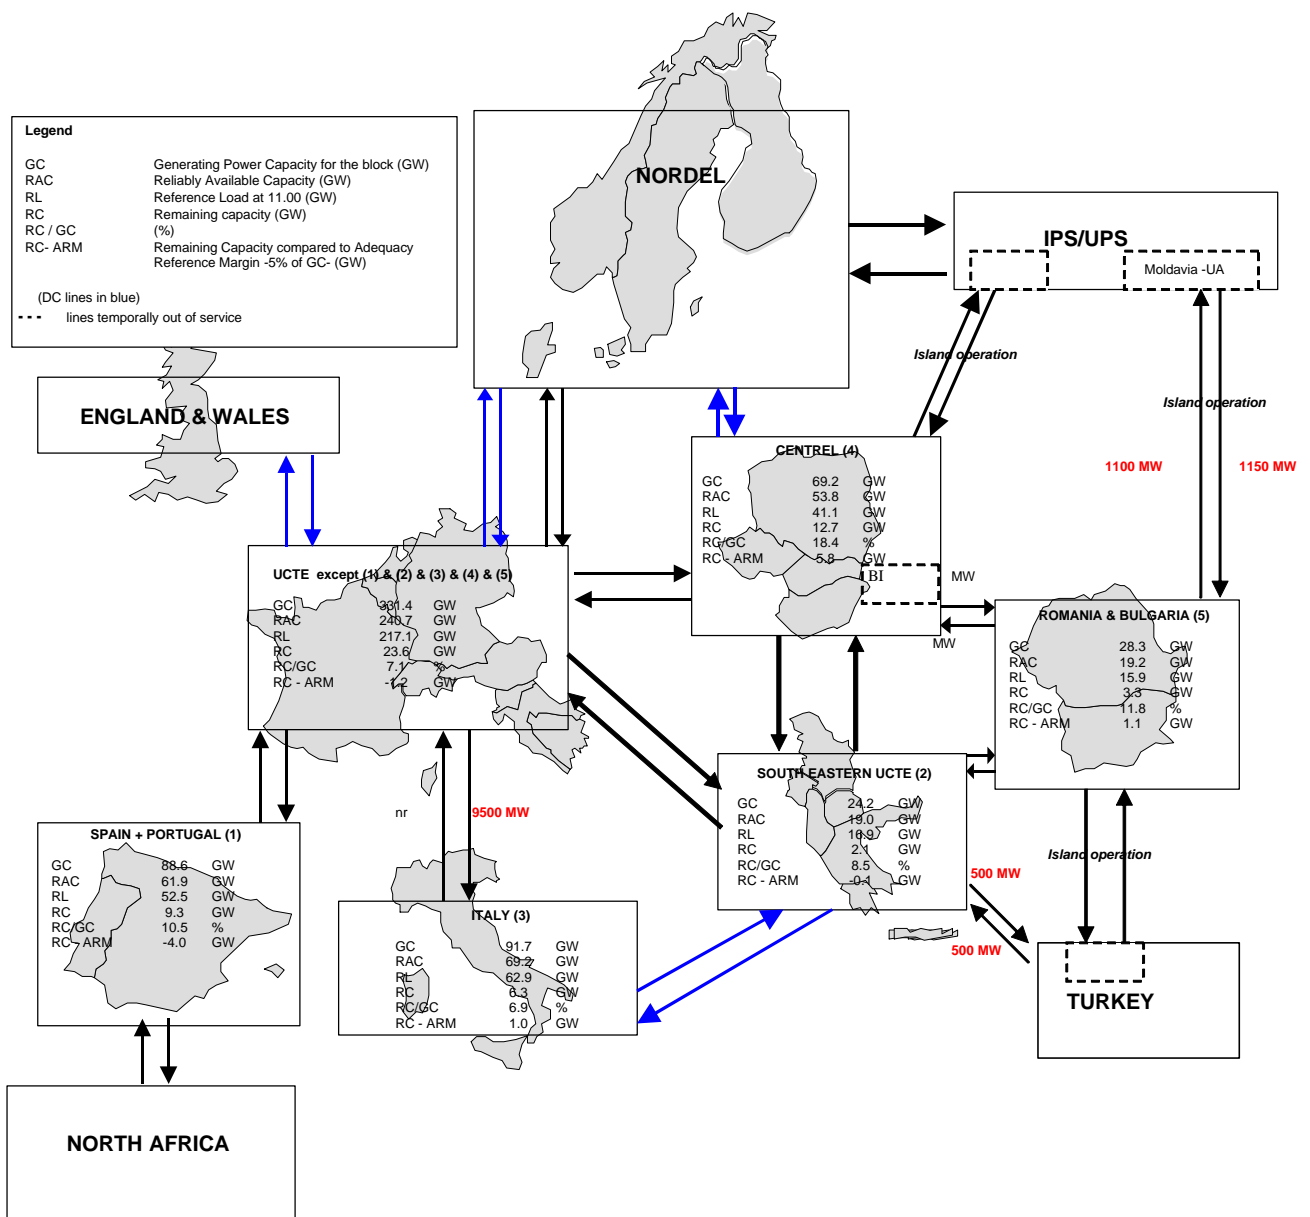 Legend
GC Generating Power Capacity for the block (GW)
RAC Reliably Available Capacity (GW)
RL Reference Load at 11.00 (GW)
RC Remaining capacity (GW)
RC / GC (%)
RC- ARM Remaining Capacity compared to Adequacy
Reference Margin -5% of GC- (GW)
(DC lines in blue)
lines temporally out of service
NORDEL
IPS/UPS
Moldavia -UA
Island operation
Island operation
ENGLAND & WALES
1100 MW
1150 MW
CENTREL (4)
GC 69.2 GW
RAC 53.8 GW
RL 41.1 GW
RC 12.7 GW
RC/GC 18.4 %
RC - ARM 5.8 GW
BI
MW
MW
UCTE except (1) & (2) & (3) & (4) & (5)
GC 331.4 GW
RAC 240.7 GW
RL 217.1 GW
RC 23.6 GW
RC/GC 7.1 %
RC - ARM -1.2 GW
ROMANIA & BULGARIA (5)
GC 28.3 GW
RAC 19.2 GW
RL 15.9 GW
RC 3.3 GW
RC/GC 11.8 %
RC - ARM 1.1 GW
SOUTH EASTERN UCTE (2)
GC 24.2 GW
RAC 19.0 GW
RL 16.9 GW
RC 2.1 GW
RC/GC 8.5 %
RC - ARM -0.1 GW
nr
9500 MW
SPAIN + PORTUGAL (1)
GC 88.6 GW
RAC 61.9 GW
RL 52.5 GW
RC 9.3 GW
RC/GC 10.5 %
RC - ARM -4.0 GW
Island operation
500 MW
500 MW
ITALY (3)
GC 91.7 GW
RAC 69.2 GW
RL 62.9 GW
RC 6.3 GW
RC/GC 6.9 %
RC - ARM 1.0 GW
TURKEY
NORTH AFRICA